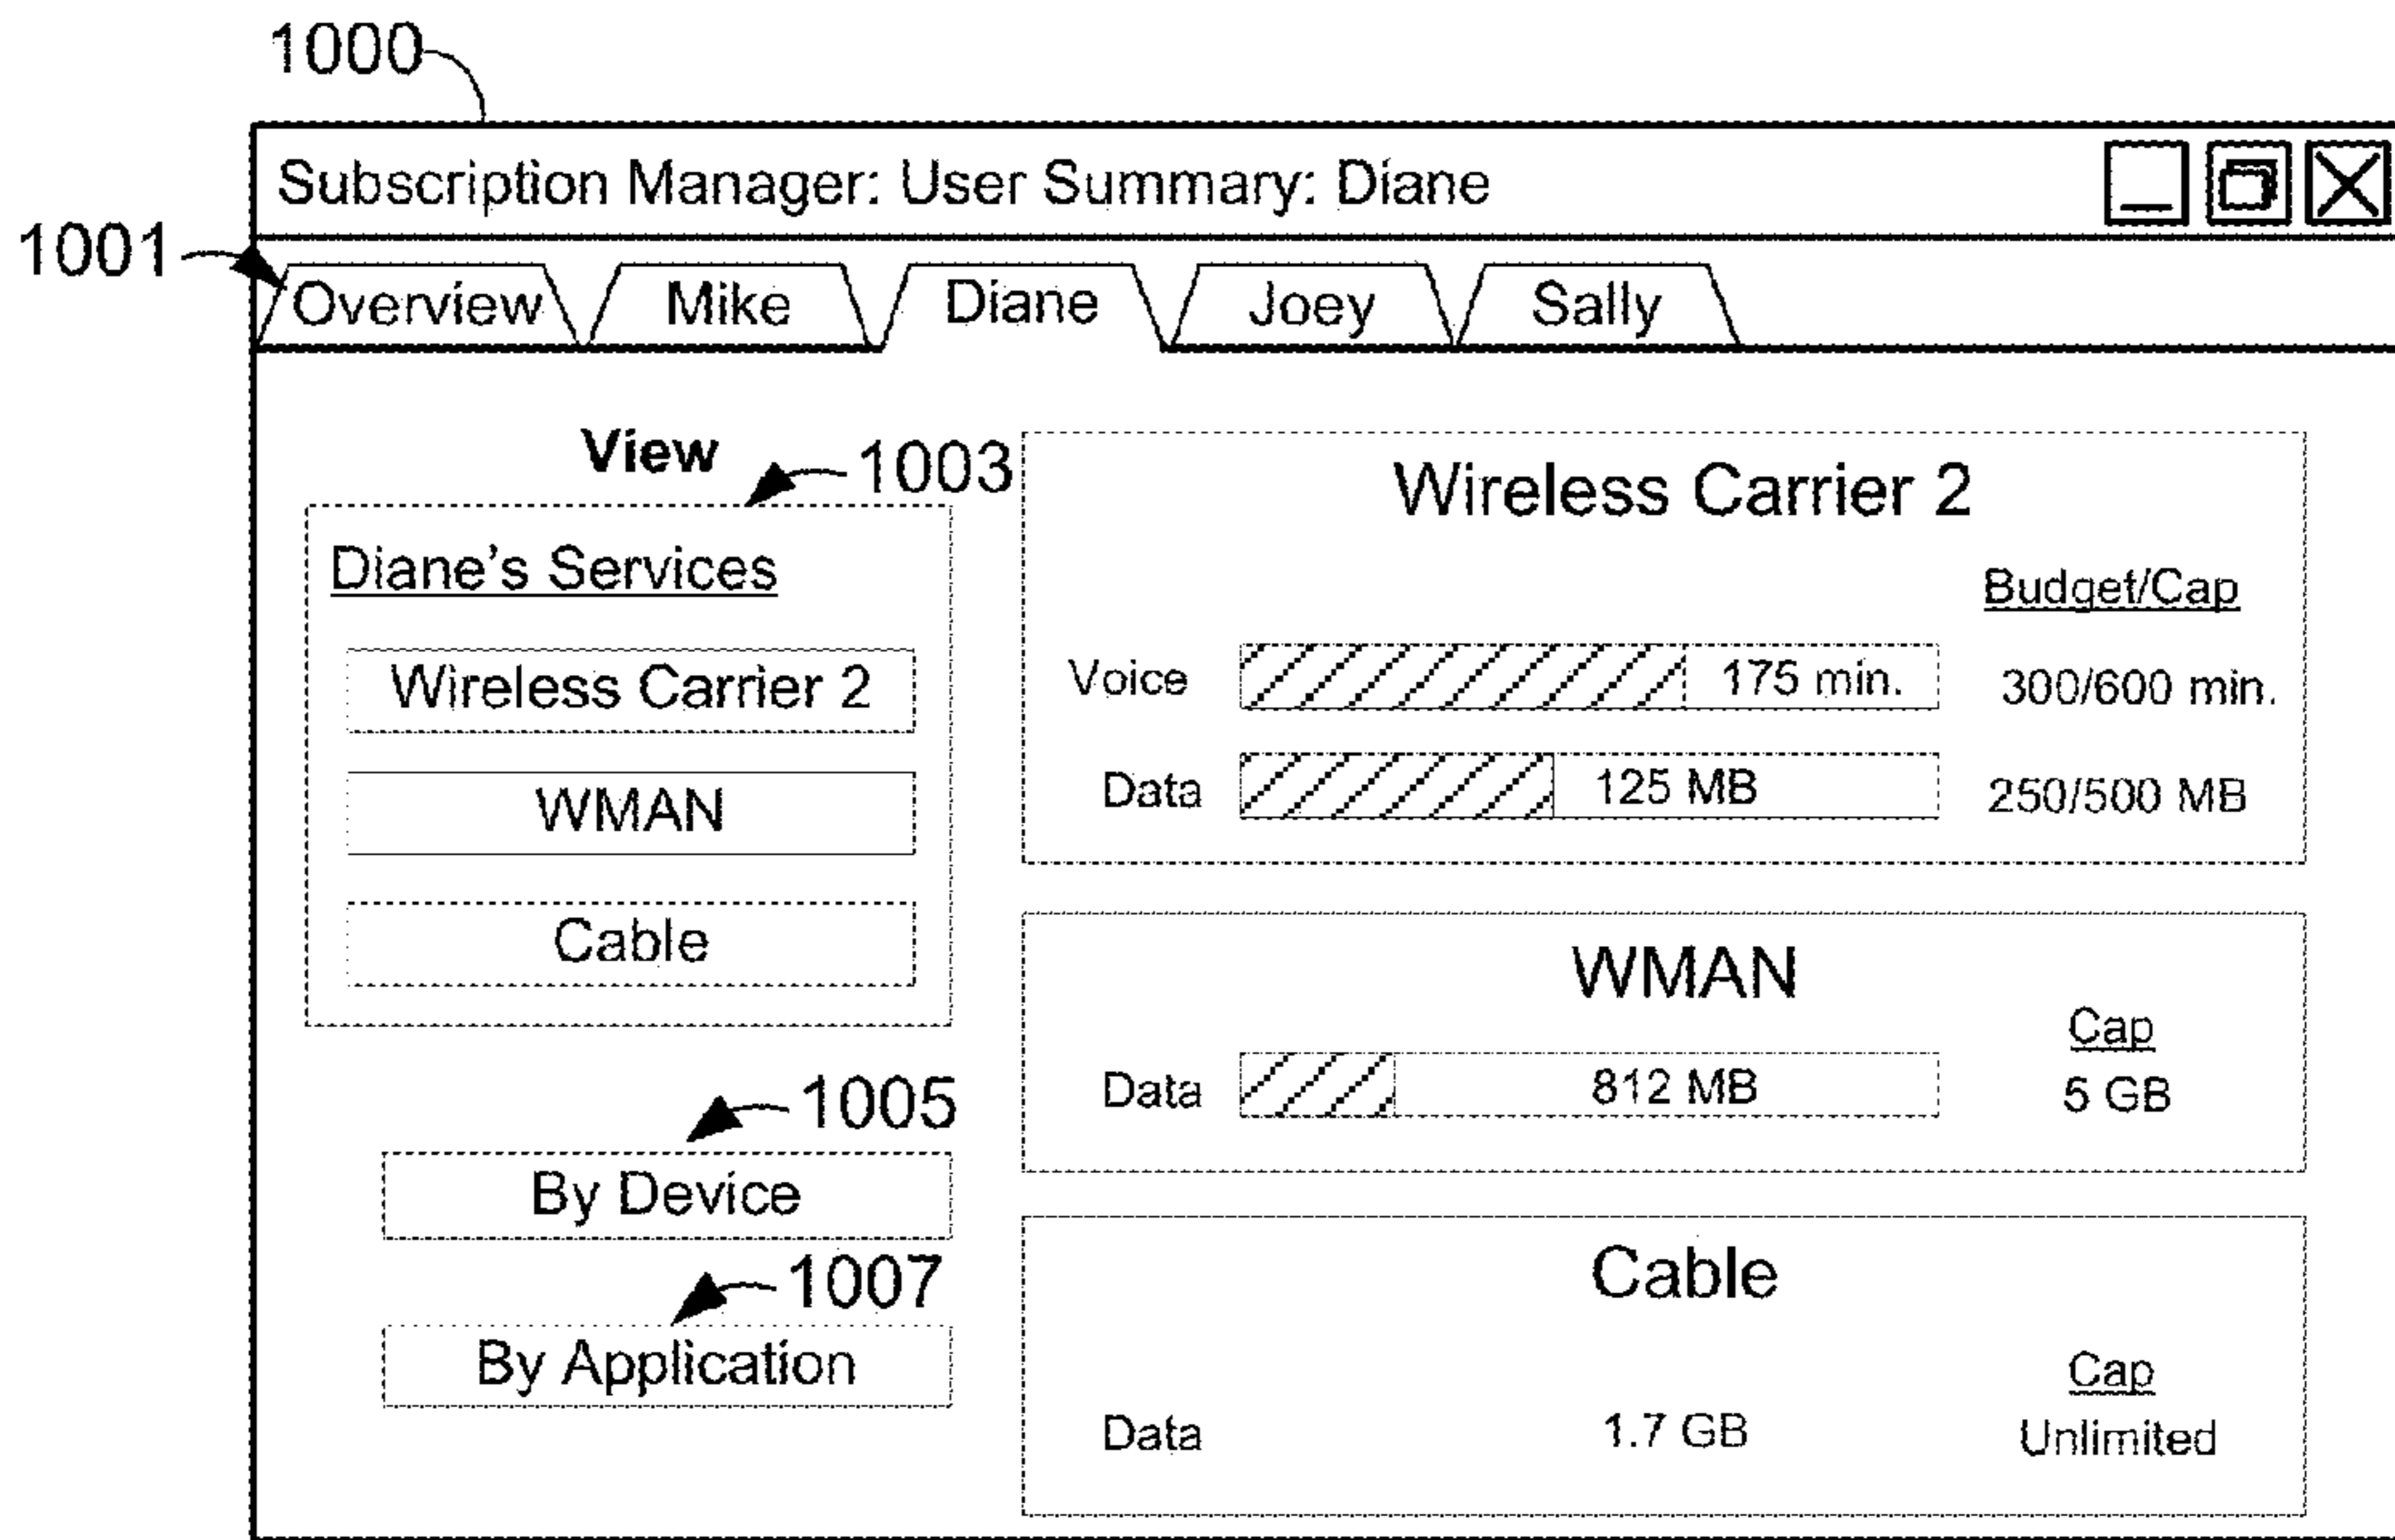 1000
Subscription Manager: User Summary: Diane
1001
Overview Mike Diane Joey Sally
View
1003
Diane's Services
Wireless Carrier 2
WMAN
Cable
1005
By Device
1007
By Application
Wireless Carrier 2
Budget/Cap
Voice 175 min. 300/600 min.
Data 125 MB 250/500 MB
WMAN
Cap
Data 812 MB 5 GB
Cable
Cap
Data 1.7 GB Unlimited